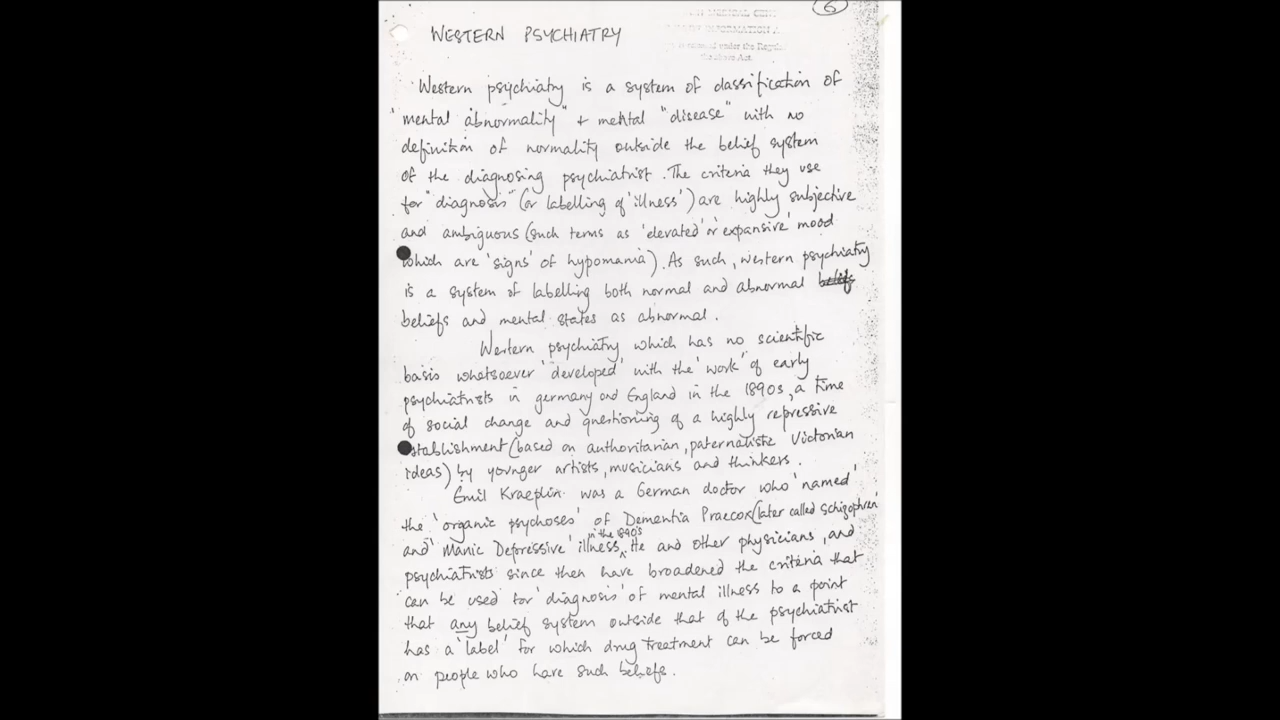 6
WESTERN PSYCHIATRY
under the
the Above Act.
Western psychiatry is a system of classification of
"mental abnormality" + mental "disease" with no
definition of normality outside the belief system
of the diagnosing psychiatrist. The criteria they use
for "diagnosis" (or labelling of 'illness') are highly subjective
and ambiguous (such terms as 'elevated' or 'expansive' mood
which are 'signs' of hypomania). As such, western psychiatry
is a system of labelling both normal and abnormal beliefs
beliefs and mental states as abnormal.
Western psychiatry which has no scientific
basis whatsoever 'developed' with the 'work' of early
psychiatrists in germany and England in the 1890s, a time
of social change and questioning of a highly repressive
establishment (based on authoritarian, paternalistic Victorian
ideas) by younger artists, musicians and thinkers.
Emil Kraeplin was a German doctor who 'named'
the 'organic psychoses' of Dementia Praecox (later called Schizophren
in the 1890s
and 'Manic Depressive' illness. He and other physicians, and
psychiatrists since then have broadened the criteria that
can be used for 'diagnosis' of mental illness to a point
that any belief system outside that of the psychiatrist
has a 'label' for which drug treatment can be forced
on people who have such beliefs.